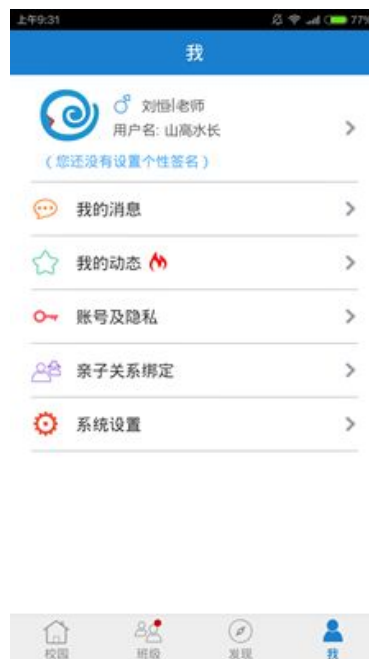 上午9:31
77%
我
刘恒|老师
用户名: 山高水长
(您还没有设置个性签名)
我的消息
我的动态
账号及隐私
亲子关系绑定
系统设置
校园
班级
发现
我